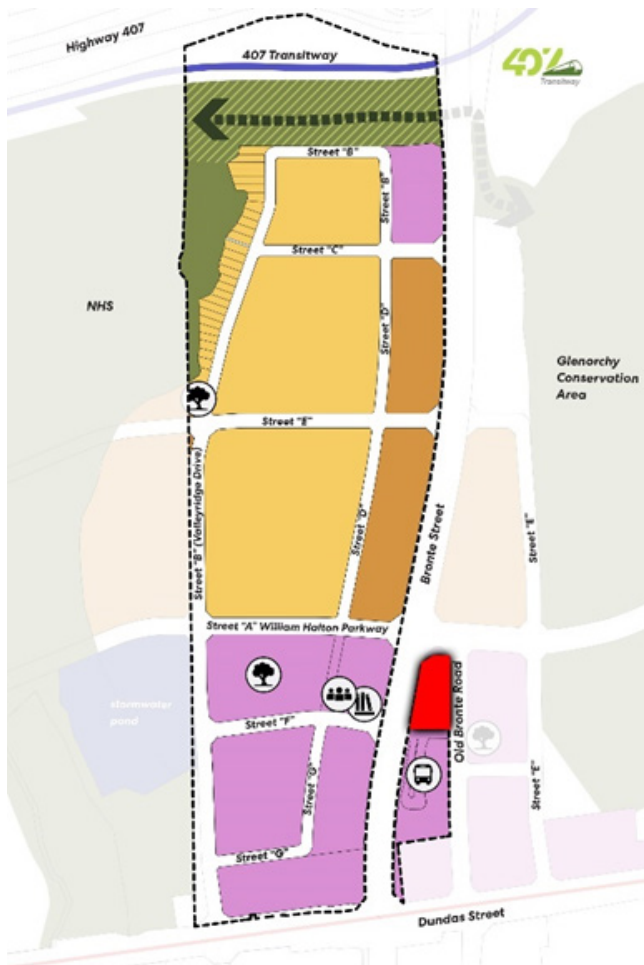 Highway 407
407 Transitway
407
Transitway
Street "B"
Street "B"
Street "C"
NHS
Street "D"
Glenorchy
Conservation
Area
Street "E"
Street "B" (Valleyridge Drive)
Street "D"
Bronte Street
Street "E"
Street "A" William Halton Parkway
stormwater
pond
Street "F"
Old Bronte Road
Street "G"
Street "E"
Street "G"
Dundas Street